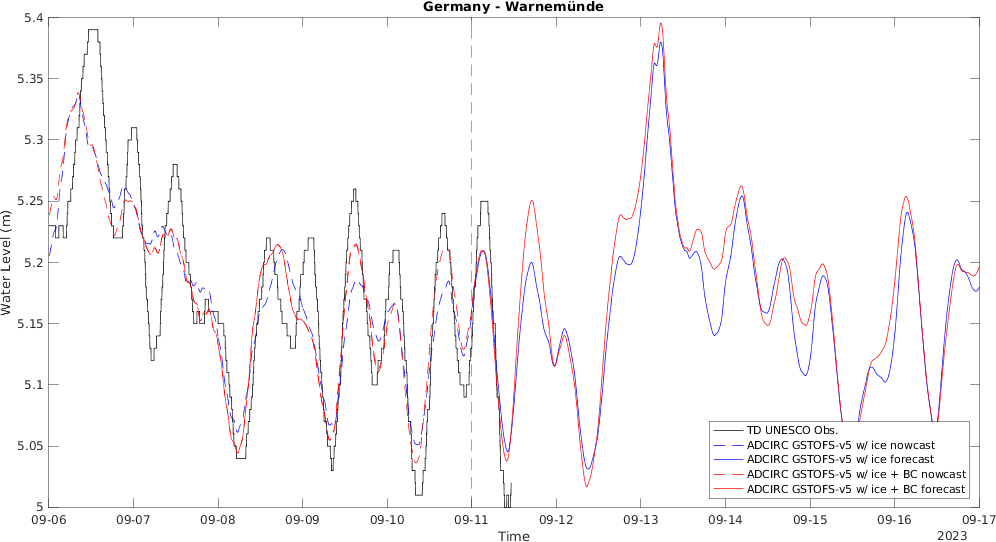 Germany - Warnemünde
Water Level (m)
5.4
5.35
5.3
5.25
5.2
5.15
5.1
5.05
5
09-06
09-07
09-08
09-09
09-10
09-11
09-12
09-13
09-14
09-15
09-16
09-17
2023
Time
TD UNESCO Obs.
ADCIRC GSTOFS-v5 w/ ice nowcast
ADCIRC GSTOFS-v5 w/ ice forecast
ADCIRC GSTOFS-v5 w/ ice + BC nowcast
ADCIRC GSTOFS-v5 w/ ice + BC forecast